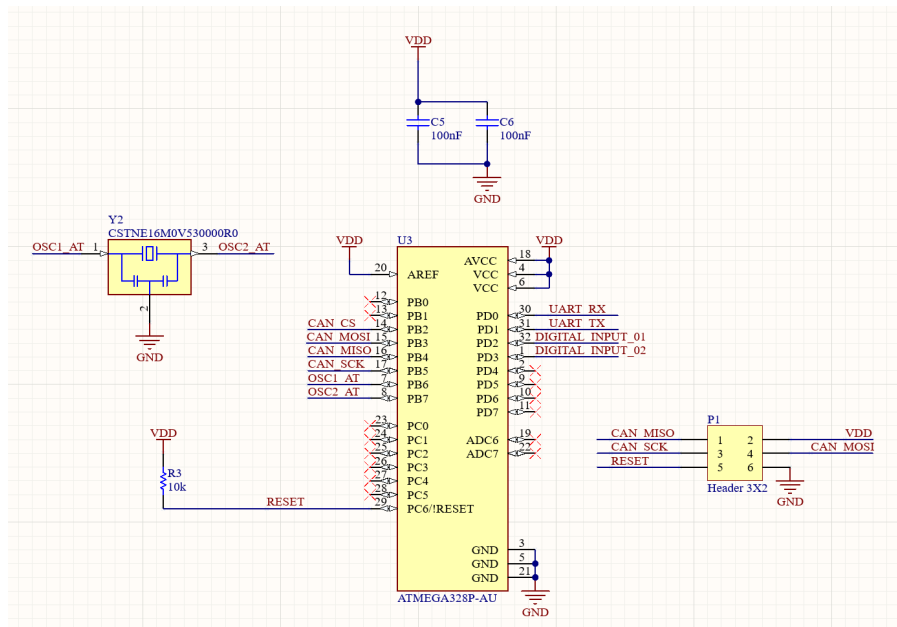 VDD
C5
100nF
C6
100nF
GND
Y2
CSTNE16M0V530000R0
OSC1_AT 1
3 OSC2_AT
2
GND
VDD
U3
VDD
20 AREF
AVCC 18
VCC 4
VCC 6
12 PB0
13 PB1
CAN_CS 14 PB2
CAN_MOSI 15 PB3
CAN_MISO 16 PB4
CAN_SCK 17 PB5
OSC1_AT 7 PB6
OSC2_AT 8 PB7
PD0 30 UART_RX
PD1 31 UART_TX
PD2 32 DIGITAL_INPUT_01
PD3 1 DIGITAL_INPUT_02
PD4 2
PD5 9
PD6 10
PD7 11
23 PC0
24 PC1
25 PC2
26 PC3
27 PC4
28 PC5
29 PC6/!RESET
ADC6 19
ADC7 22
VDD
R3
10k
RESET
GND 3
GND 5
GND 21
GND
ATMEGA328P-AU
P1
CAN_MISO 1 2 VDD
CAN_SCK 3 4 CAN_MOSI
RESET 5 6
Header 3X2
GND